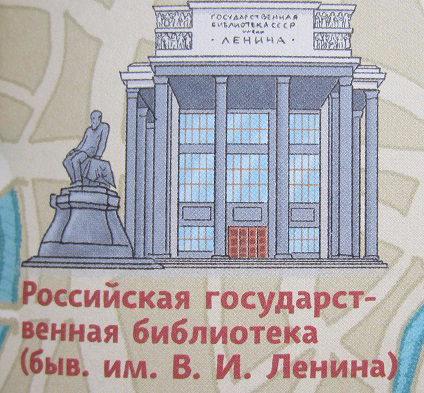 ГОСУДАРСТВЕННАЯ
БИБЛИОТЕКА СССР
ИМЕНИ
· ЛЕНИНА ·
Российская государст-
венная библиотека
(быв. им. В. И. Ленина)